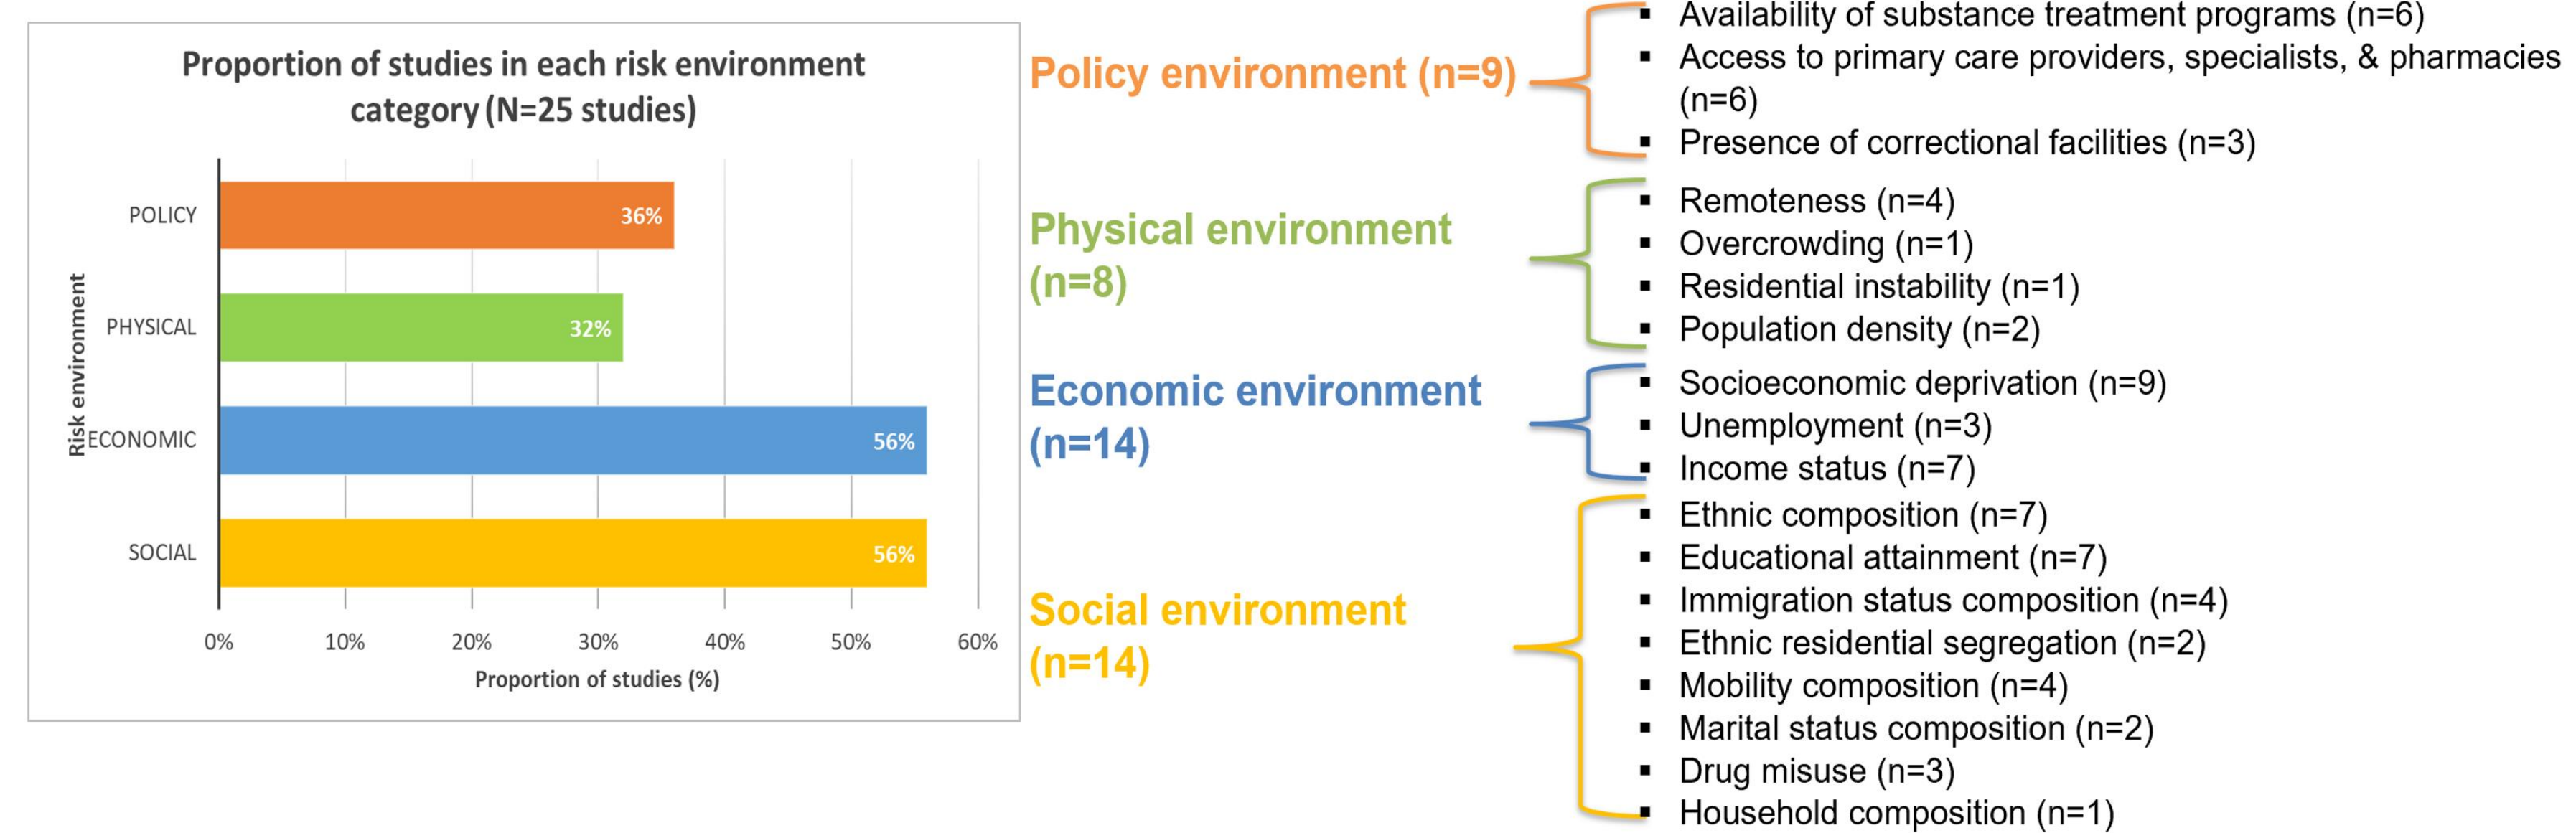 Proportion of studies in each risk environment
category (N=25 studies)
Risk environment
POLICY
36%
PHYSICAL
32%
ECONOMIC
56%
SOCIAL
56%
0%
10%
20%
30%
40%
50%
60%
Proportion of studies (%)
Policy environment (n=9)
▪ Availability of substance treatment programs (n=6)
▪ Access to primary care providers, specialists, & pharmacies
(n=6)
▪ Presence of correctional facilities (n=3)
Physical environment
(n=8)
▪ Remoteness (n=4)
▪ Overcrowding (n=1)
▪ Residential instability (n=1)
▪ Population density (n=2)
Economic environment
(n=14)
▪ Socioeconomic deprivation (n=9)
▪ Unemployment (n=3)
▪ Income status (n=7)
Social environment
(n=14)
▪ Ethnic composition (n=7)
▪ Educational attainment (n=7)
▪ Immigration status composition (n=4)
▪ Ethnic residential segregation (n=2)
▪ Mobility composition (n=4)
▪ Marital status composition (n=2)
▪ Drug misuse (n=3)
▪ Household composition (n=1)